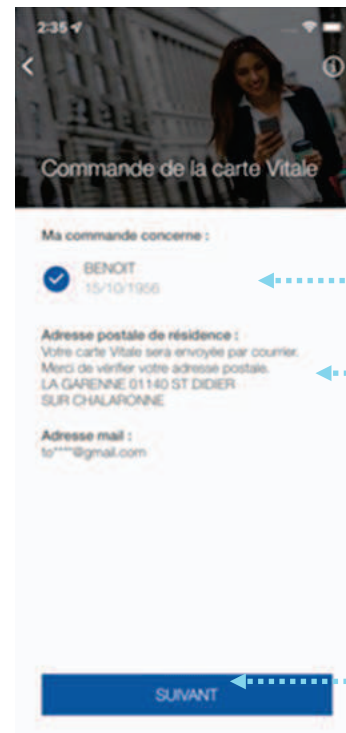 2:35
Commande de la carte Vitale
Ma commande concerne :
BENOIT
15/10/1956
Adresse postale de résidence :
Votre carte Vitale sera envoyée par courrier.
Merci de vérifier votre adresse postale.
LA GARENNE 01140 ST DIDIER
SUR CHALARONNE
Adresse mail :
to****@gmail.com
SUIVANT